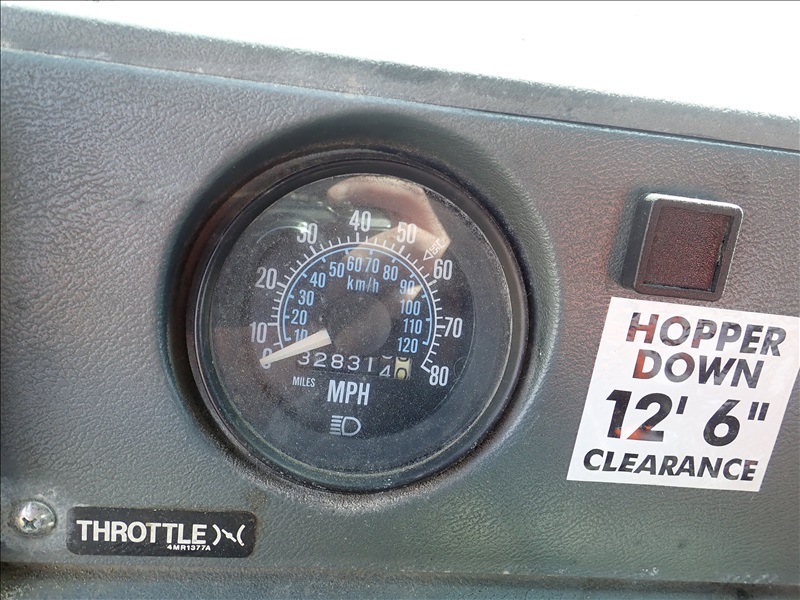 40
30 50
20 60
10 70
0 80
50 60 70 80
40 90
30 100
20 110
10 120
km/h
32831
MILES MPH
HOPPER
DOWN
12' 6"
CLEARANCE
THROTTLE
4MR1377A